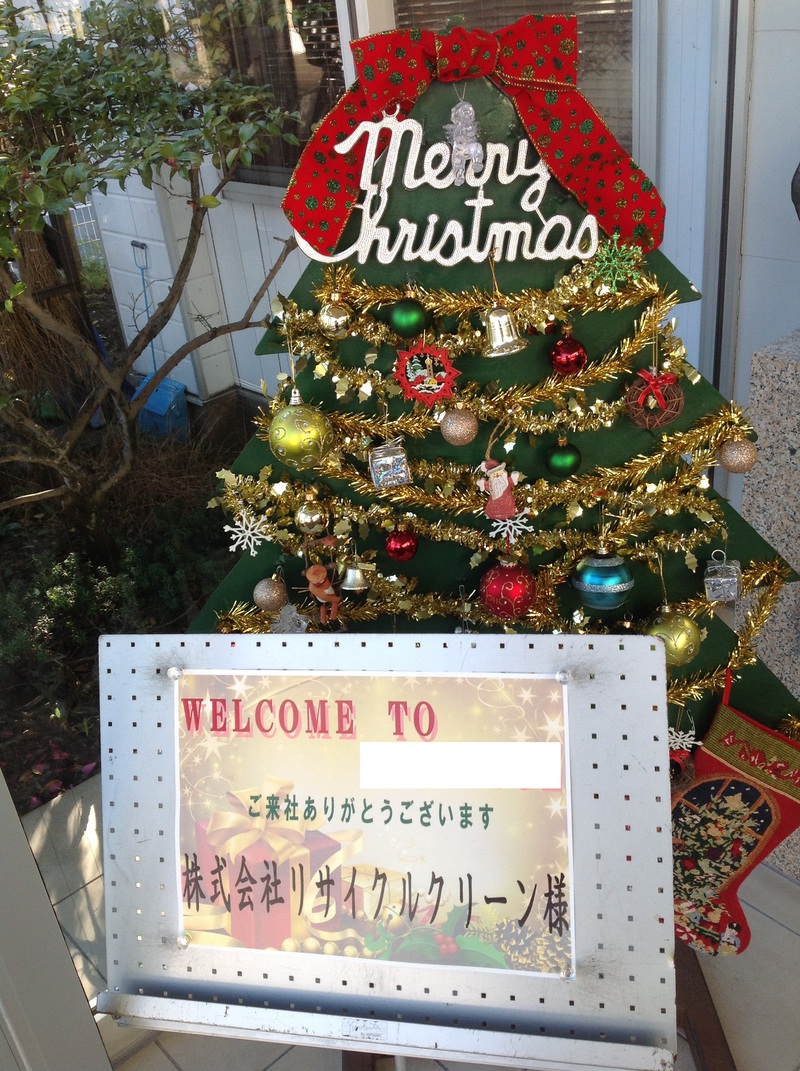 Merry
Christmas
WELCOME TO
ご来社ありがとうございます
株式会社リサイクルクリーン様